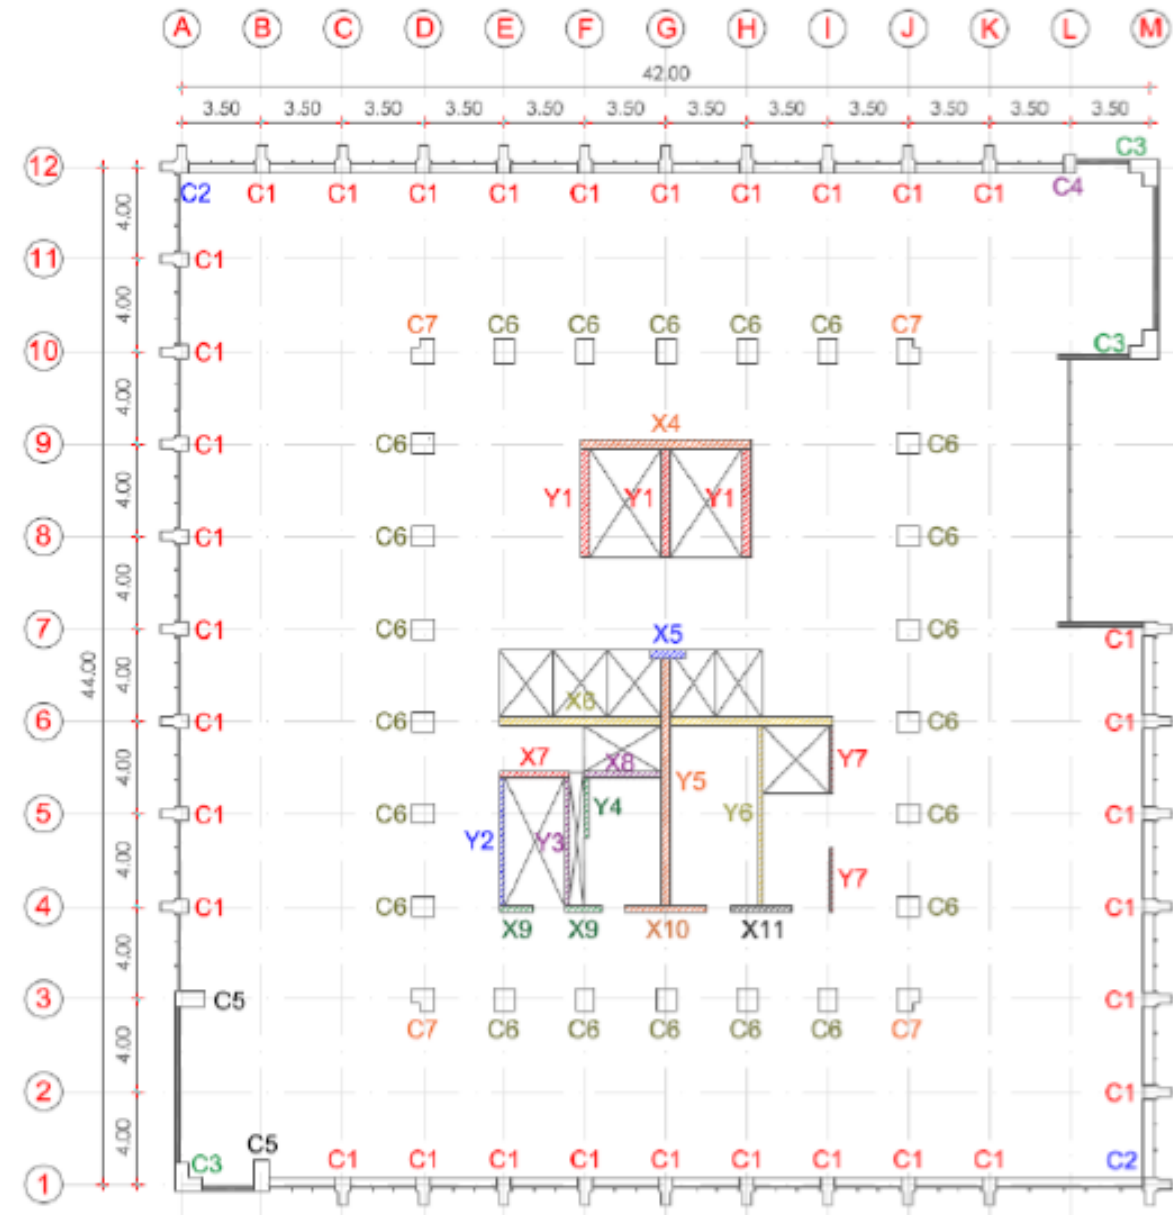 A B C D E F G H I J K L M
42.00
3.50 3.50 3.50 3.50 3.50 3.50 3.50 3.50 3.50 3.50 3.50 3.50
C3
12
C2 C1 C1 C1 C1 C1 C1 C1 C1 C1 C1 C4
4.00
11 C1
4.00
C7 C6 C6 C6 C6 C6 C7
10 C1 C3
4.00
X4
9 C1 C6 C6
4.00
Y1 Y1 Y1
8 C1 C6 C6
4.00
7 C1 C6 X5 C6 C1
44.00
4.00
X6
6 C1 C6 C6 C1
4.00
X7 X8 Y5 Y7
5 C1 C6 Y4 Y6 C6 C1
Y2 Y3
4.00
Y7
4 C1 C6 C6 C1
X9 X9 X10 X11
4.00
3 C5 C1
C7 C6 C6 C6 C6 C6 C7
4.00
2 C1
4.00
C5
C3 C1 C1 C1 C1 C1 C1 C1 C1 C1 C2
1